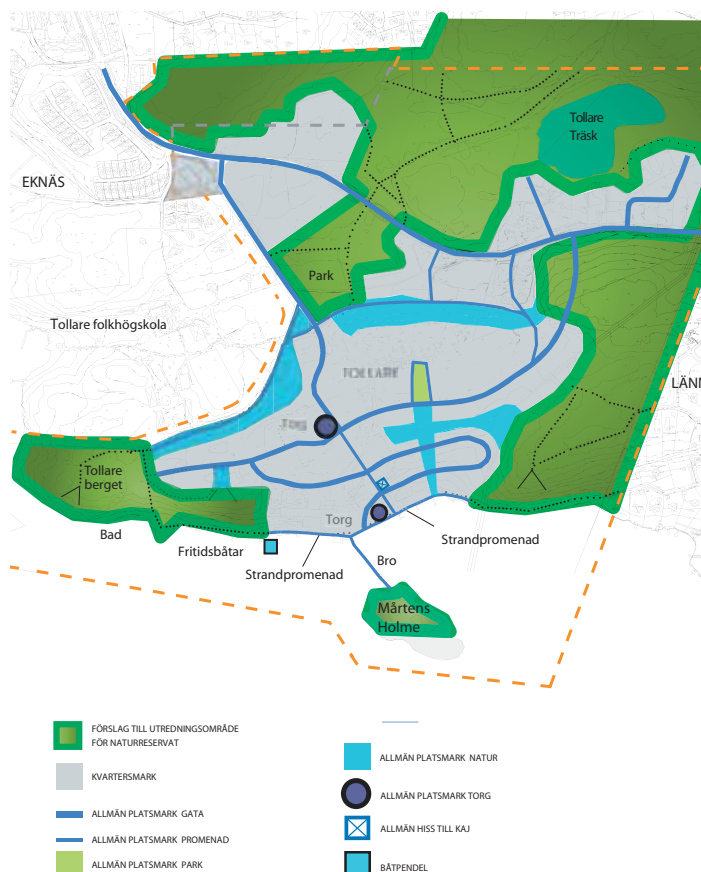 Tollare
Träsk
EKNÄS
Park
Tollare folkhögskola
TOLLARE
LÄNN
Tollare
berget
Torg
Bad
Fritidsbåtar
Strandpromenad
Strandpromenad
Bro
Mårtens
Holme
FÖRSLAG TILL UTREDNINGSOMRÅDE
FÖR NATURRESERVAT
KVARTERSMARK
ALLMÄN PLATSMARK GATA
ALLMÄN PLATSMARK PROMENAD
ALLMÄN PLATSMARK PARK
ALLMÄN PLATSMARK NATUR
ALLMÄN PLATSMARK TORG
ALLMÄN HISS TILL KAJ
BÅTPENDEL